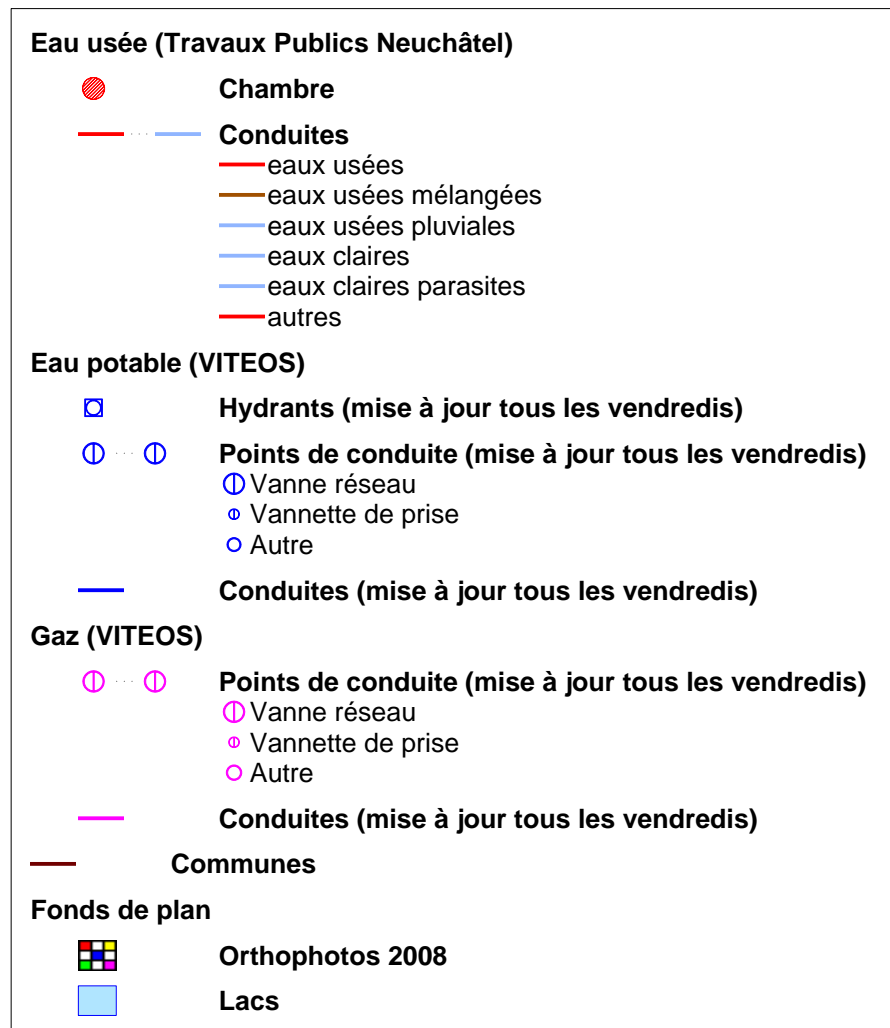 Eau usée (Travaux Publics Neuchâtel)
Chambre
Conduites
eaux usées
eaux usées mélangées
eaux usées pluviales
eaux claires
eaux claires parasites
autres
Eau potable (VITEOS)
Hydrants (mise à jour tous les vendredis)
Points de conduite (mise à jour tous les vendredis)
Vanne réseau
Vannette de prise
Autre
Conduites (mise à jour tous les vendredis)
Gaz (VITEOS)
Points de conduite (mise à jour tous les vendredis)
Vanne réseau
Vannette de prise
Autre
Conduites (mise à jour tous les vendredis)
Communes
Fonds de plan
Orthophotos 2008
Lacs